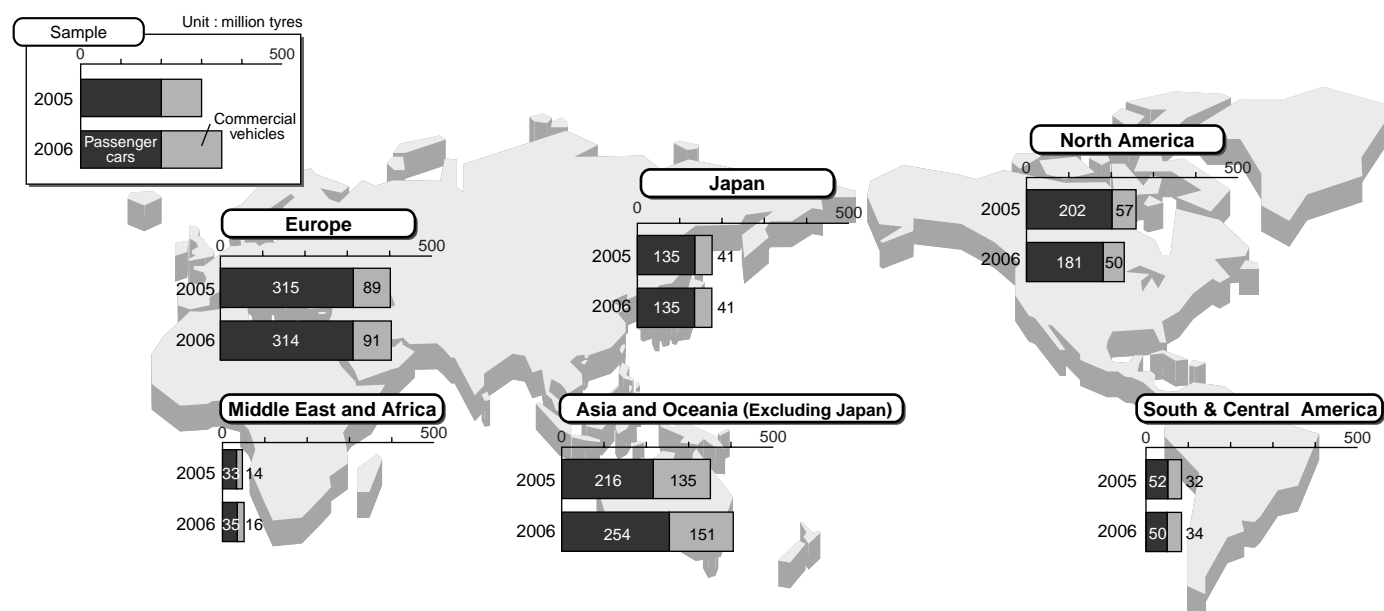 Sample
Unit : million tyres
0 500
2005
2006
Passenger
cars
Commercial
vehicles
Europe
0 500
2005 315 89
2006 314 91
Japan
0 500
2005 135 41
2006 135 41
North America
0 500
2005 202 57
2006 181 50
Middle East and Africa
0 500
2005 33 14
2006 35 16
Asia and Oceania (Excluding Japan)
0 500
2005 216 135
2006 254 151
South & Central America
0 500
2005 52 32
2006 50 34